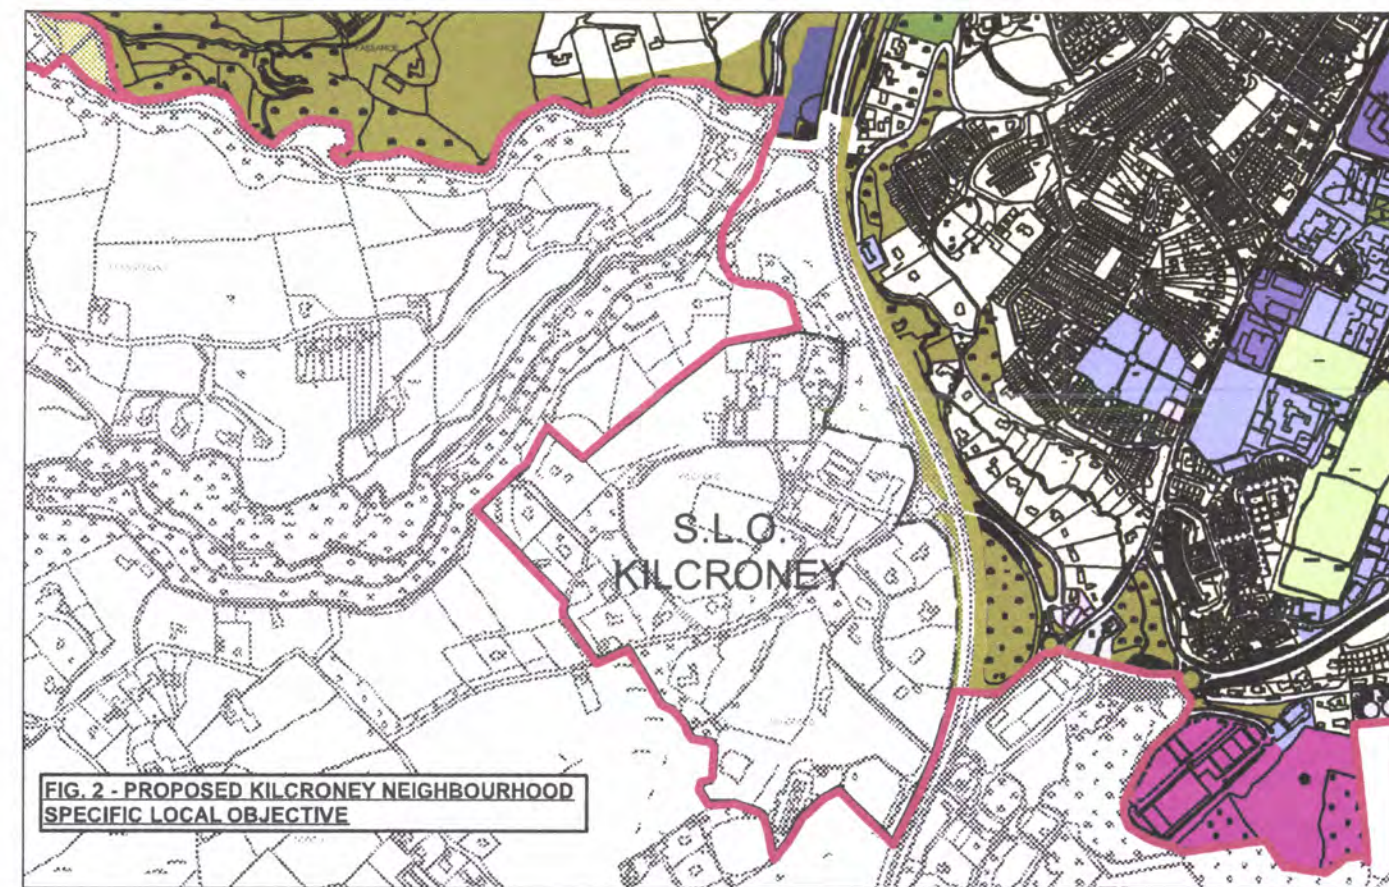 S.L.O.
KILCRONEY
FIG. 2 - PROPOSED KILCRONEY NEIGHBOURHOOD
SPECIFIC LOCAL OBJECTIVE